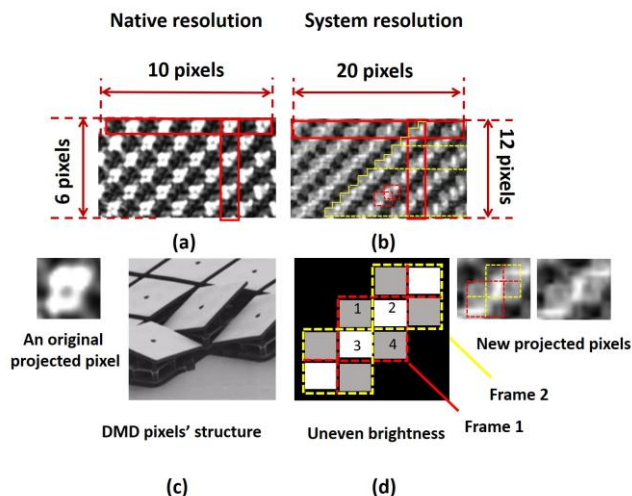 Native resolution
System resolution
10 pixels
20 pixels
6 pixels
12 pixels
(a)
(b)
1
2
3
4
An original
projected pixel
New projected pixels
Frame 2
Frame 1
DMD pixels' structure
Uneven brightness
(c)
(d)